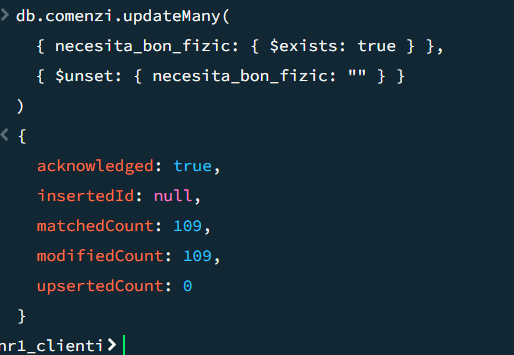 > db.comenzi.updateMany(
{ necesita_bon_fizic: { $exists: true } },
{ $unset: { necesita_bon_fizic: "" } }
)
< {
acknowledged: true,
insertedId: null,
matchedCount: 109,
modifiedCount: 109,
upsertedCount: 0
}
nr1_clienti>